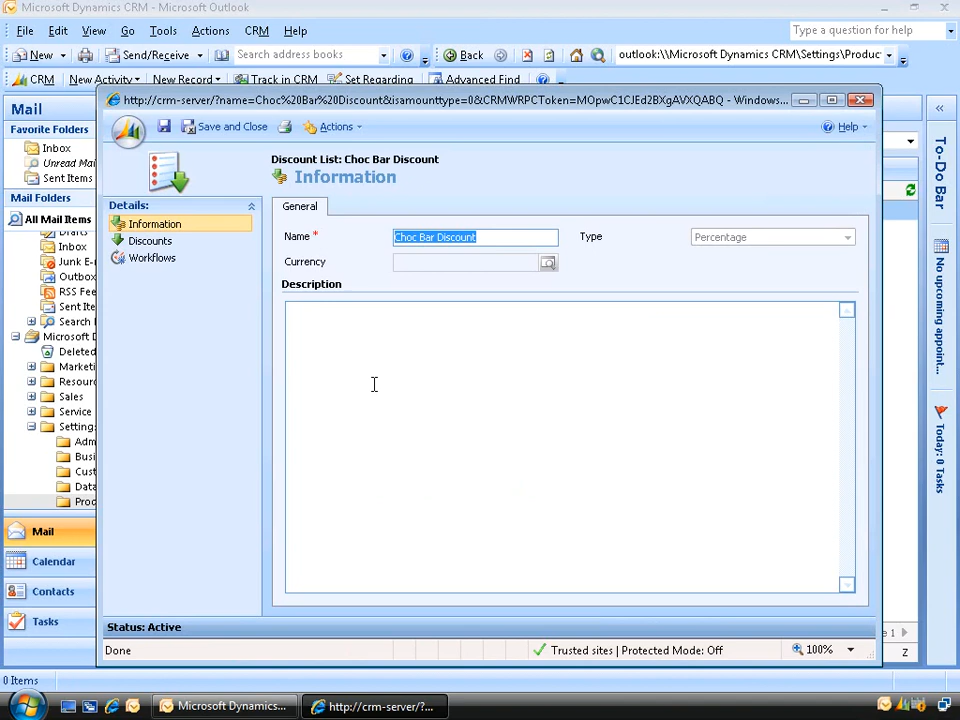 Microsoft Dynamics CRM - Microsoft Outlook
File Edit View Go Tools Actions CRM Help
Type a question for help
New Send/Receive Search address books Back outlook:\\Microsoft Dynamics CRM\Settings\Produc
CRM New Activity New Record Track in CRM Set Regarding Advanced Find
Mail
Favorite Folders
Inbox
Unread Mai
Sent Items
Mail Folders
All Mail Items
Drafts
Inbox
Junk E-r
Outbox
RSS Fee
Sent Ite
Search
Microsoft D
Deleted
Marketi
Resourc
Sales
Service
Setting
Adm
Busi
Cust
Data
Proc
Mail
Calendar
Contacts
Tasks
0 Items
http://crm-server/?name=Choc%20Bar%20Discount&isamounttype=0&CRMWRPCToken=MOpwC1CJEd2BXgAVXQABQ - Windows...
Save and Close Actions Help
Discount List: Choc Bar Discount
Information
Details:
Information
Discounts
Workflows
General
Name * Choc Bar Discount Type Percentage
Currency
Description
Status: Active
Done Trusted sites | Protected Mode: Off 100%
To-Do Bar
No upcoming appoint...
Today: 0 Tasks
e 1
Z
Microsoft Dynamics... http://crm-server/?...